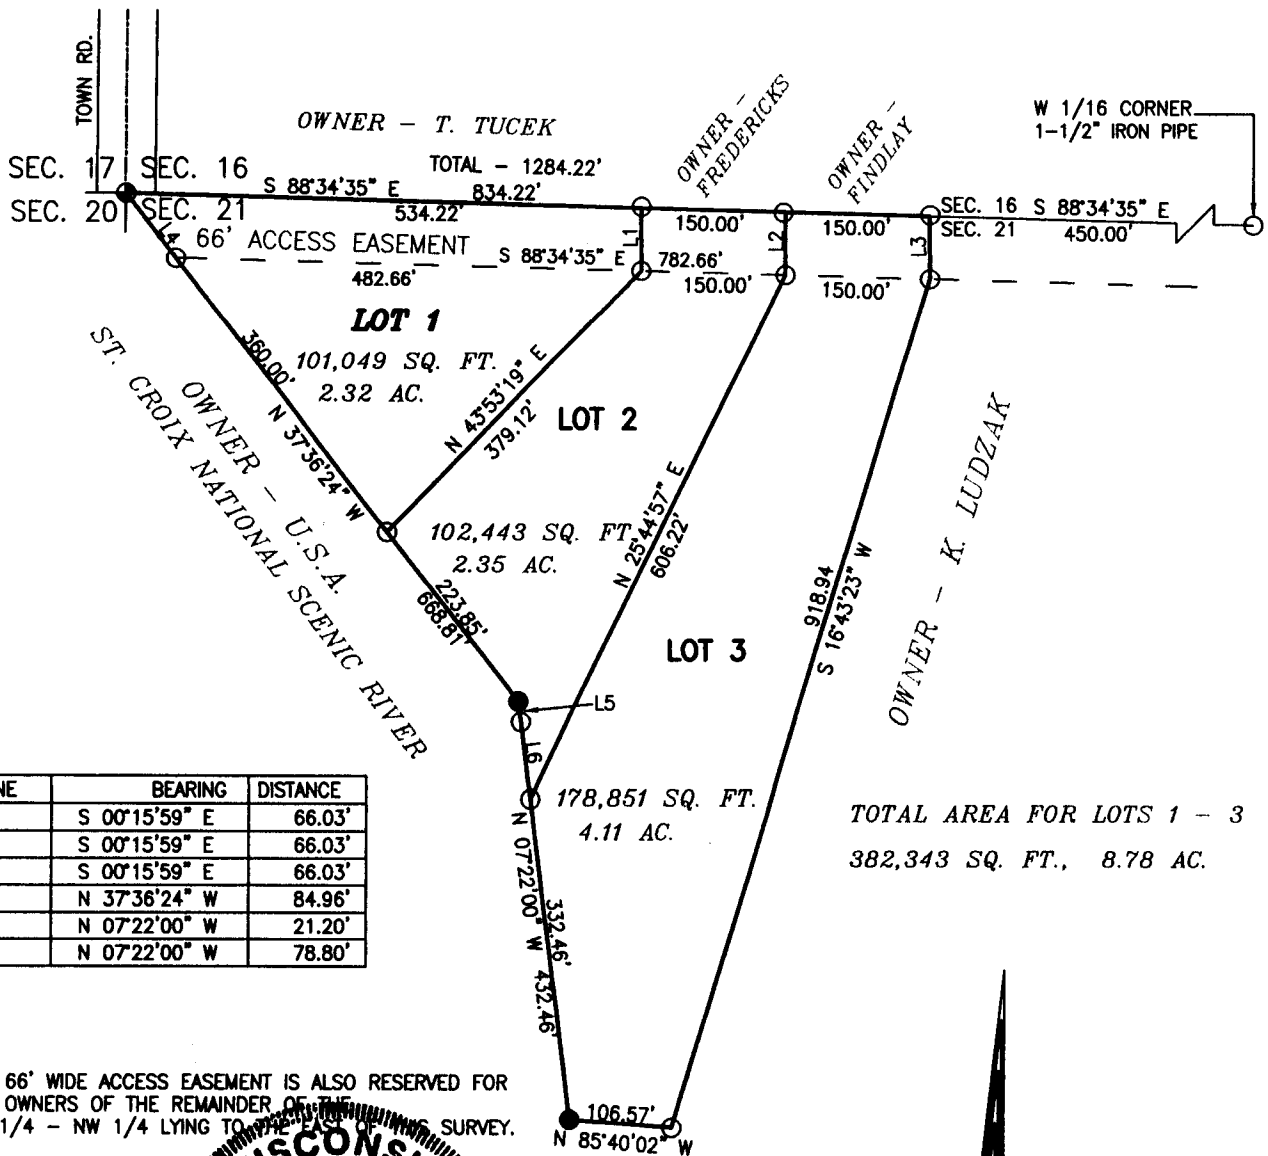 TOWN RD.
OWNER - T. TUCEK
OWNER -
FREDERICKS
OWNER -
FINDLAY
W 1/16 CORNER
1-1/2" IRON PIPE
SEC. 17
SEC. 16
TOTAL - 1284.22'
S 88°34'35" E
834.22'
SEC. 20
SEC. 21
534.22'
150.00'
150.00'
SEC. 16 S 88°34'35" E
SEC. 21
450.00'
L4
66' ACCESS EASEMENT
L1
L2
L3
S 88°34'35" E
782.66'
482.66'
150.00'
150.00'
LOT 1
101,049 SQ. FT.
2.32 AC.
360.00'
N 37°36'24" W
N 43°53'19" E
379.12'
LOT 2
102,443 SQ. FT.
2.35 AC.
OWNER - U.S.A.
ST. CROIX NATIONAL SCENIC RIVER
223.85'
668.81'
N 25°44'57" E
606.22'
LOT 3
918.94
S 16°43'23" W
OWNER - K. LUDZAK
L5
L6
178,851 SQ. FT.
4.11 AC.
TOTAL AREA FOR LOTS 1 - 3
382,343 SQ. FT., 8.78 AC.
NE BEARING DISTANCE
S 00°15'59" E 66.03'
S 00°15'59" E 66.03'
S 00°15'59" E 66.03'
N 37°36'24" W 84.96'
N 07°22'00" W 21.20'
N 07°22'00" W 78.80'
332.46'
N 07°22'00" W 432.46'
106.57'
N 85°40'02" W
66' WIDE ACCESS EASEMENT IS ALSO RESERVED FOR
OWNERS OF THE REMAINDER OF THE
1/4 - NW 1/4 LYING TO THE EAST OF THIS SURVEY.
SCONS